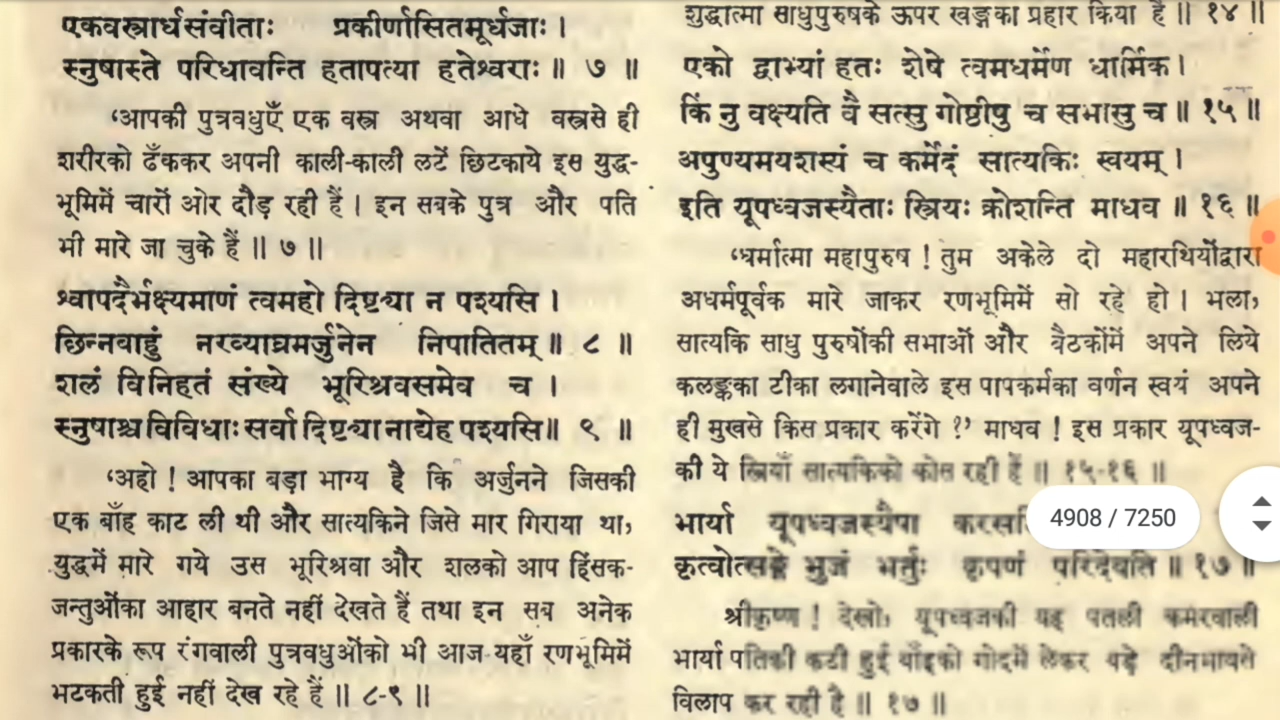 एकवस्त्रार्धसंवीताः प्रकीर्णासितमूर्धजाः ।
स्नुषास्ते परिधावन्ति हतापत्या हतेश्वराः ॥ ७ ॥
‘आपकी पुत्रवधुएँ एक वस्त्र अथवा आधे वस्त्रसे ही
शरीरको ढँककर अपनी काली-काली लटें छिटकाये इस युद्ध-
भूमिमें चारों ओर दौड़ रही हैं । इन सबके पुत्र और पति
भी मारे जा चुके हैं ॥ ७ ॥
श्वापदैर्भक्ष्यमाणं त्वमहो दिष्ट्या न पश्यसि ।
छिन्नबाहुं नरव्याघ्रमर्जुनेन निपातितम् ॥ ८ ॥
शलं विनिहतं संख्ये भूरिश्रवसमेव च ।
स्नुषाश्च विविधाः सर्वा दिष्ट्या नाद्येह पश्यसि॥ ९ ॥
‘अहो ! आपका बड़ा भाग्य है कि अर्जुनने जिसकी
एक बाँह काट ली थी और सात्यकिने जिसे मार गिराया था,
युद्धमें मारे गये उस भूरिश्रवा और शलको आप हिंसक-
जन्तुओंका आहार बनते नहीं देखते हैं तथा इन सब अनेक
प्रकारके रूप रंगवाली पुत्रवधुओंको भी आज यहाँ रणभूमिमें
भटकती हुई नहीं देख रहे हैं ॥ ८-९ ॥
शुद्धात्मा साधुपुरुषके ऊपर खड्गका प्रहार किया है ॥ १४ ॥
एको द्वाभ्यां हतः शेषे त्वमधर्मेण धार्मिक ।
किं नु वक्ष्यति वै सत्सु गोष्ठीषु च सभासु च ॥ १५ ॥
अपुण्यमयशस्यं च कर्मेदं सात्यकिः स्वयम् ।
इति यूपध्वजस्यैताः स्त्रियः क्रोशन्ति माधव ॥ १६ ॥
‘धर्मात्मा महापुरुष ! तुम अकेले दो महारथियोंद्वारा
अधर्मपूर्वक मारे जाकर रणभूमिमें सो रहे हो । भला,
सात्यकि साधु पुरुषोंकी सभाओं और बैठकोंमें अपने लिये
कलङ्कका टीका लगानेवाले इस पापकर्मका वर्णन स्वयं अपने
ही मुखसे किस प्रकार करेंगे ?’ माधव ! इस प्रकार यूपध्वज-
की ये स्त्रियाँ सात्यकिको कोस रही हैं ॥ १५-१६ ॥
भार्या यूपध्वजस्यैषा
4908 / 7250
कृत्वोत्सङ्गे भुजं भर्तुः कृपणं परिदेवति ॥ १७ ॥
श्रीकृष्ण ! देखो, यूपध्वजकी यह पतली कमरवाली
भार्या पतिकी कटी हुई बाँहको गोदमें लेकर बड़े दीनभावसे
विलाप कर रही है ॥ १७ ॥